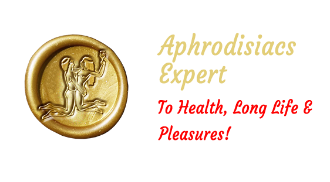 Aphrodisiacs
Expert
To Health, Long Life &
Pleasures!